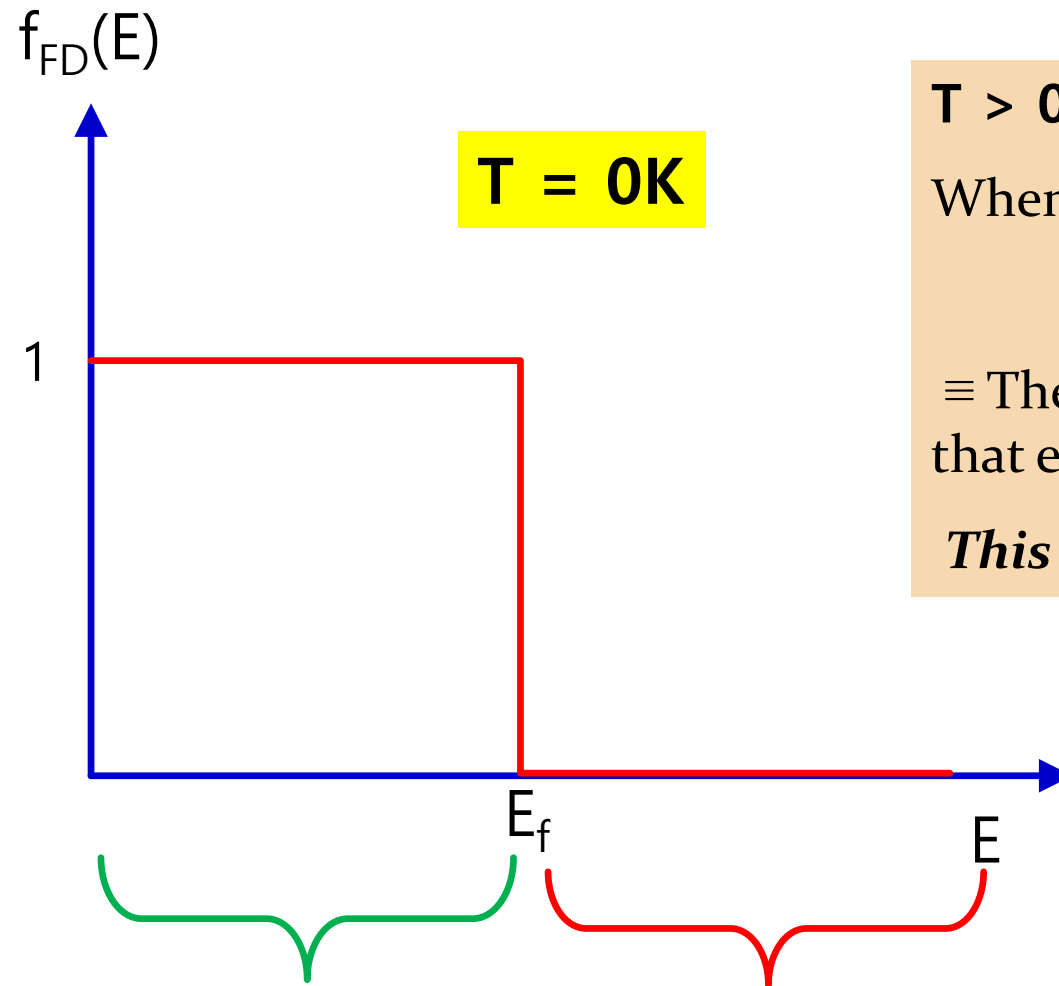 f_FD(E)
T = 0K
1
E_f
E
T > 0
When
≡ The
that e
This